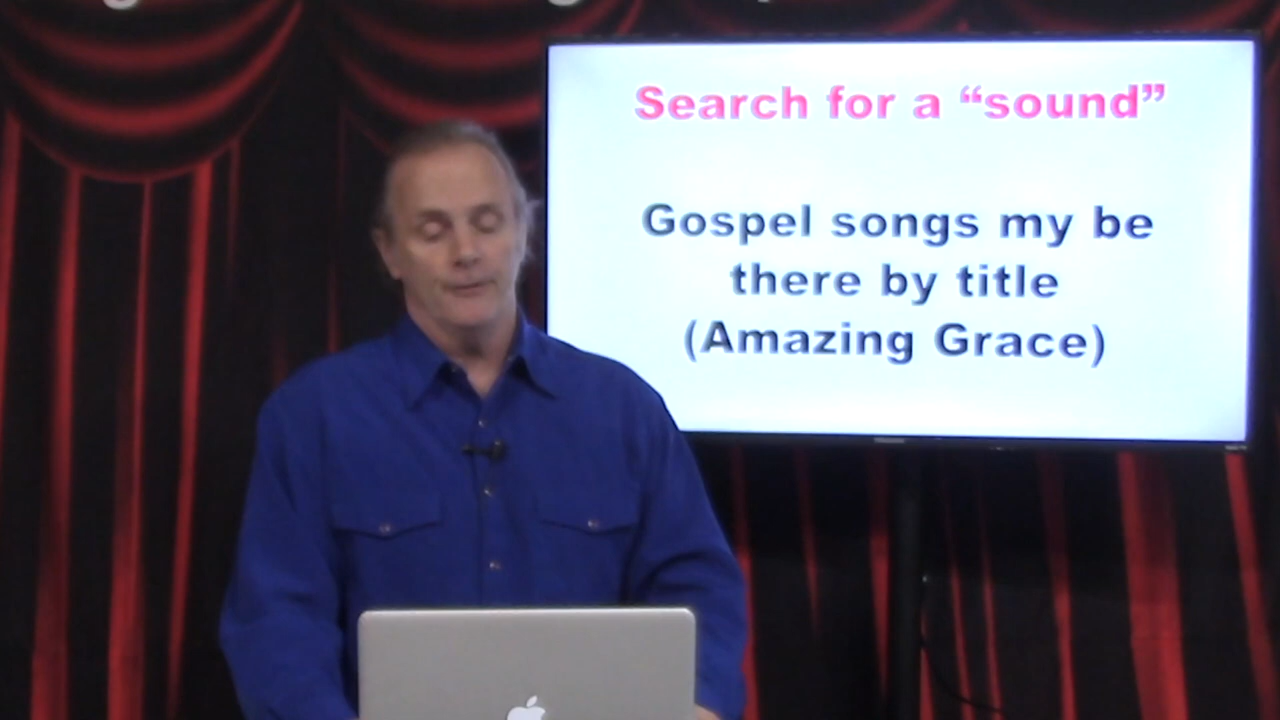 Search for a “sound”
Gospel songs my be
there by title
(Amazing Grace)